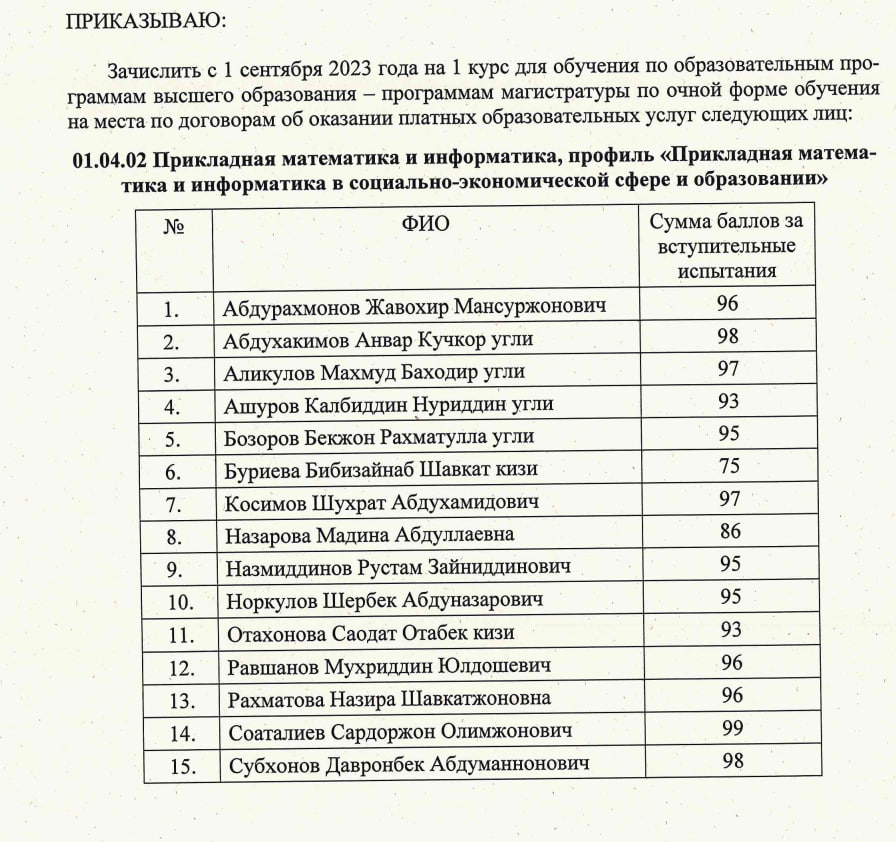 ПРИКАЗЫВАЮ:
Зачислить с 1 сентября 2023 года на 1 курс для обучения по образовательным про-
граммам высшего образования – программам магистратуры по очной форме обучения
на места по договорам об оказании платных образовательных услуг следующих лиц:
01.04.02 Прикладная математика и информатика, профиль «Прикладная матема-
тика и информатика в социально-экономической сфере и образовании»
№ ФИО Сумма баллов за
вступительные
испытания
1. Абдурахмонов Жавохир Мансуржонович 96
2. Абдухакимов Анвар Кучкор угли 98
3. Аликулов Махмуд Баходир угли 97
4. Ашуров Калбиддин Нуриддин угли 93
5. Бозоров Бекжон Рахматулла угли 95
6. Буриева Бибизайнаб Шавкат кизи 75
7. Косимов Шухрат Абдухамидович 97
8. Назарова Мадина Абдуллаевна 86
9. Назмиддинов Рустам Зайниддинович 95
10. Норкулов Шербек Абдуназарович 95
11. Отахонова Саодат Отабек кизи 93
12. Равшанов Мухриддин Юлдошевич 96
13. Рахматова Назира Шавкатжоновна 96
14. Соаталиев Сардоржон Олимжонович 99
15. Субхонов Давронбек Абдуманнонович 98